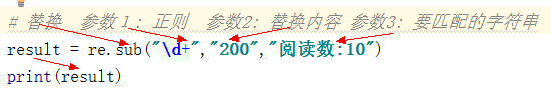 # 替换  参数１: 正则  参数2: 替换内容 参数3: 要匹配的字符串
result = re.sub("\d+","200","阅读数:10")
print(result)